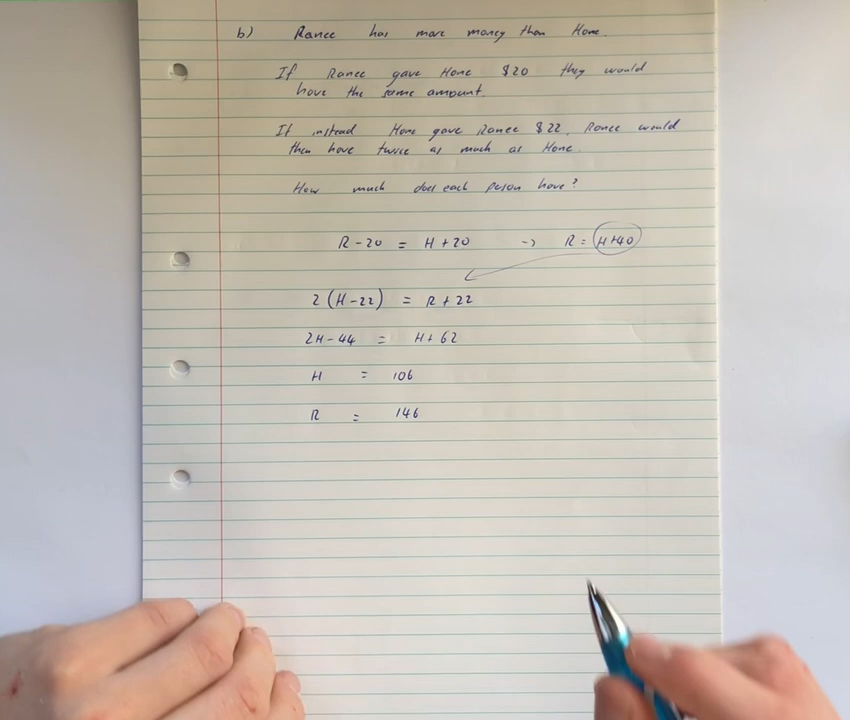 b) Ranee has more money than Hone.
If Ranee gave Hone $20 they would
have the same amount.
If instead Hone gave Ranee $22, Ranee would
then have twice as much as Hone.
How much does each person have?
R-20 = H+20 -> R = H+40
2(H-22) = R+22
2H-44 = H+62
H = 106
R = 146